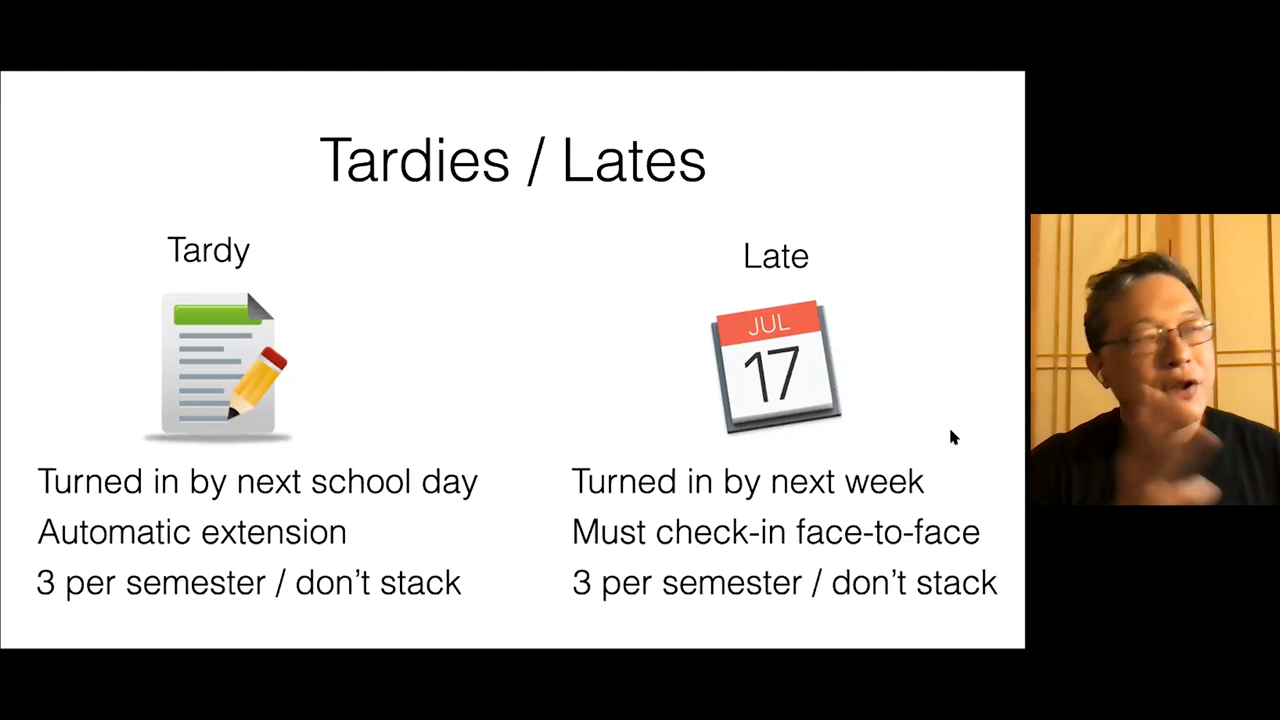 Tardies / Lates
Tardy
Late
JUL
17
Turned in by next school day
Automatic extension
3 per semester / don’t stack
Turned in by next week
Must check-in face-to-face
3 per semester / don’t stack